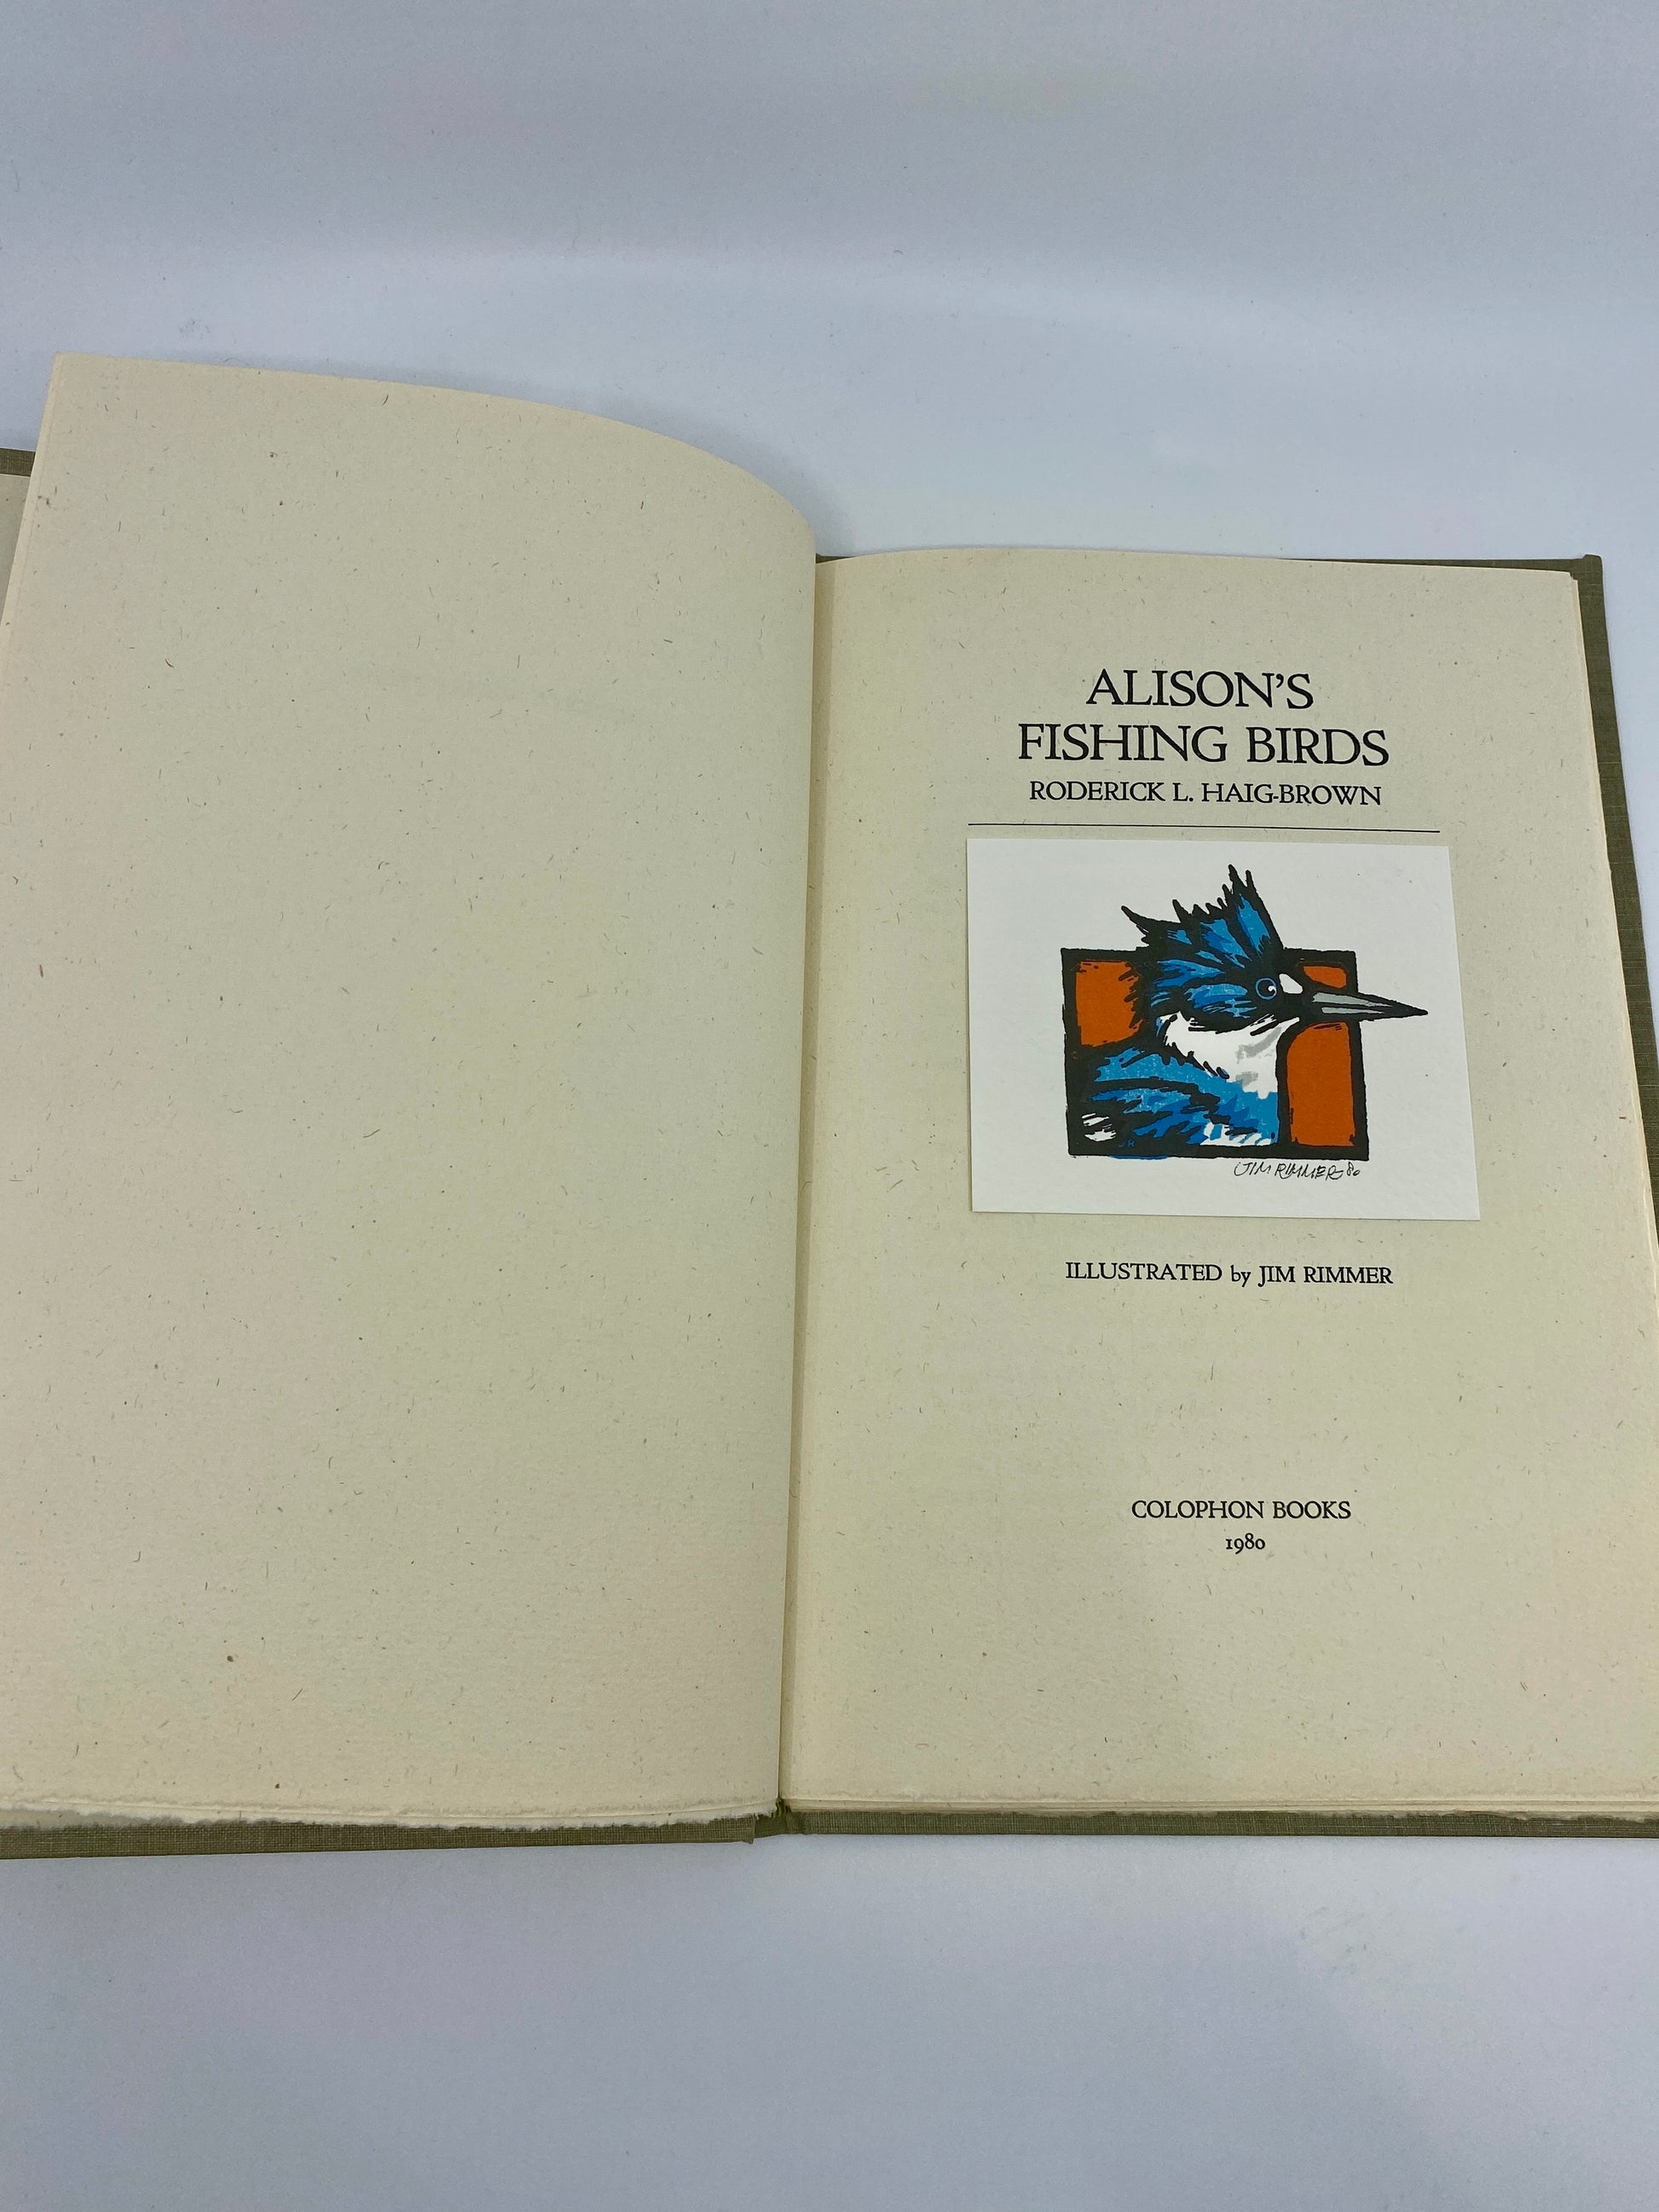 ALISON'S
FISHING BIRDS
RODERICK L. HAIG-BROWN
JIM RIMMER 80
ILLUSTRATED by JIM RIMMER
COLOPHON BOOKS
1980